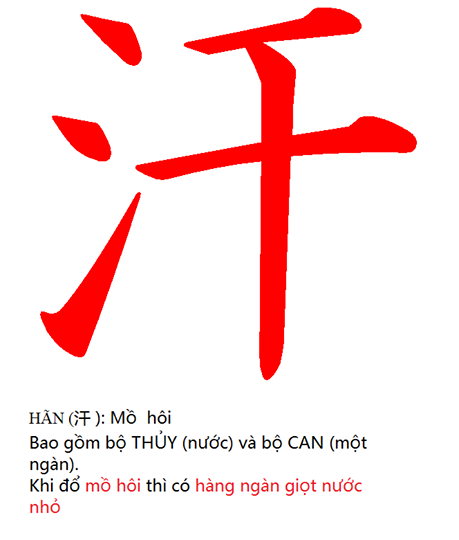 汗
HÃN (汗 ): Mồ hôi
Bao gồm bộ THỦY (nước) và bộ CAN (một
ngàn).
Khi đổ mồ hôi thì có hàng ngàn giọt nước
nhỏ